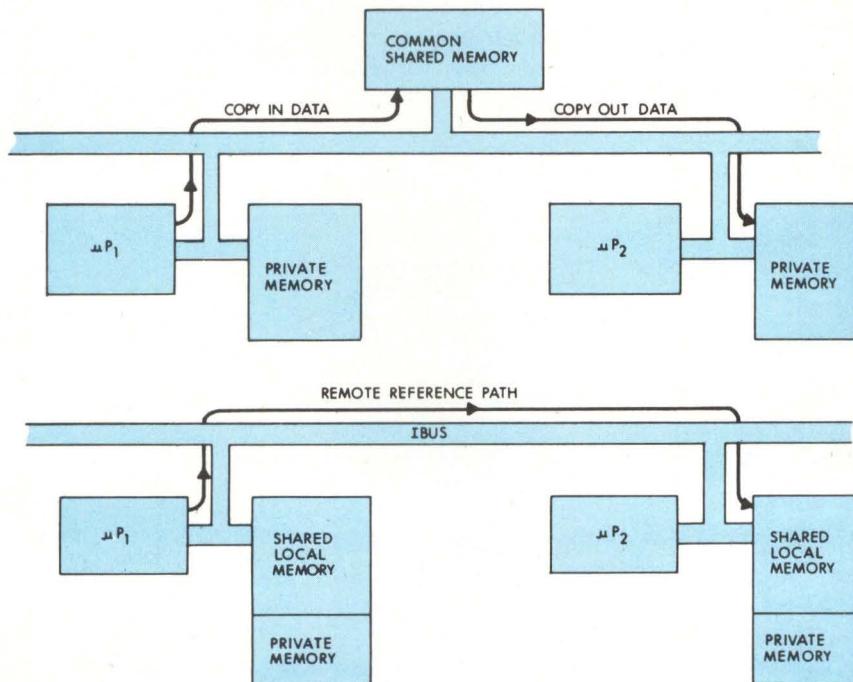 COMMON
SHARED MEMORY
COPY IN DATA
COPY OUT DATA
μP₁
PRIVATE
MEMORY
μP₂
PRIVATE
MEMORY
REMOTE REFERENCE PATH
IBUS
μP₁
SHARED
LOCAL
MEMORY
PRIVATE
MEMORY
μP₂
SHARED
LOCAL
MEMORY
PRIVATE
MEMORY